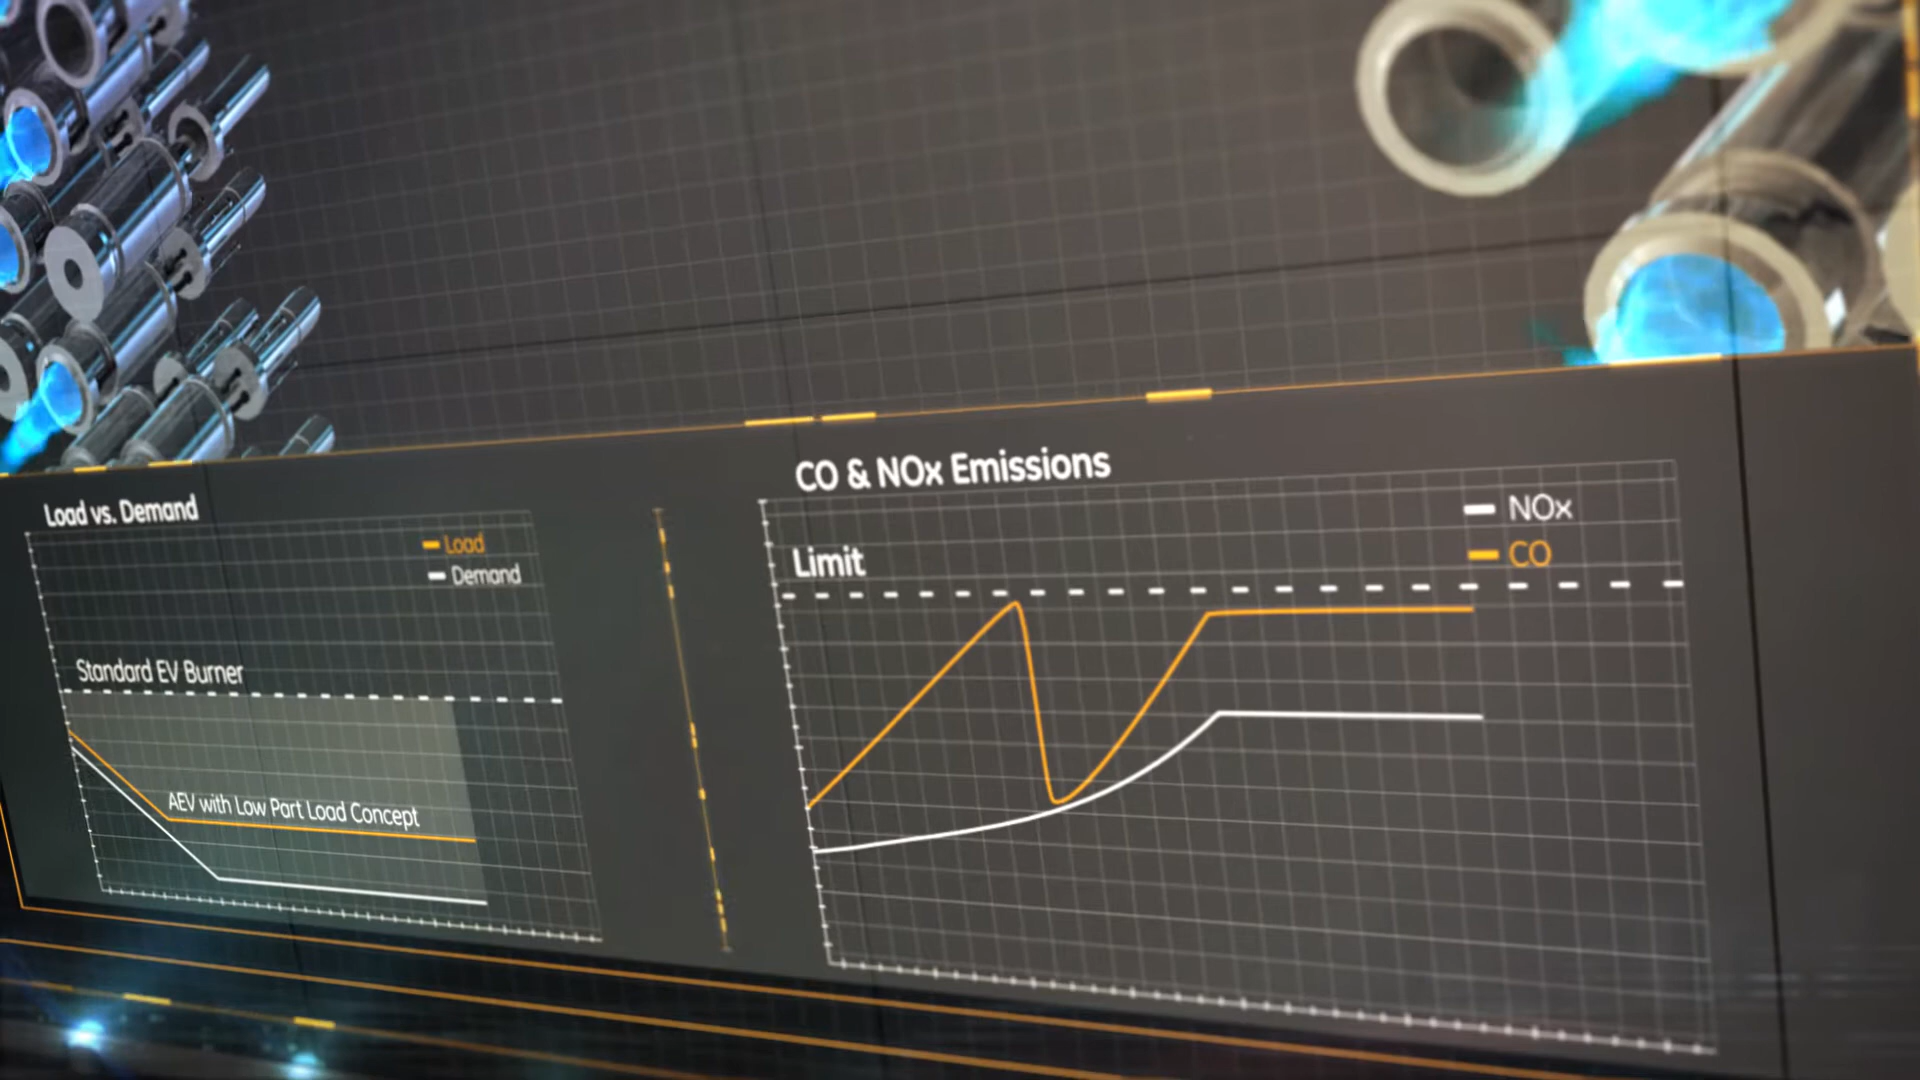 Load vs. Demand
Load
Demand
Standard EV Burner
AEV with Low Part Load Concept
CO & NOx Emissions
NOx
CO
Limit